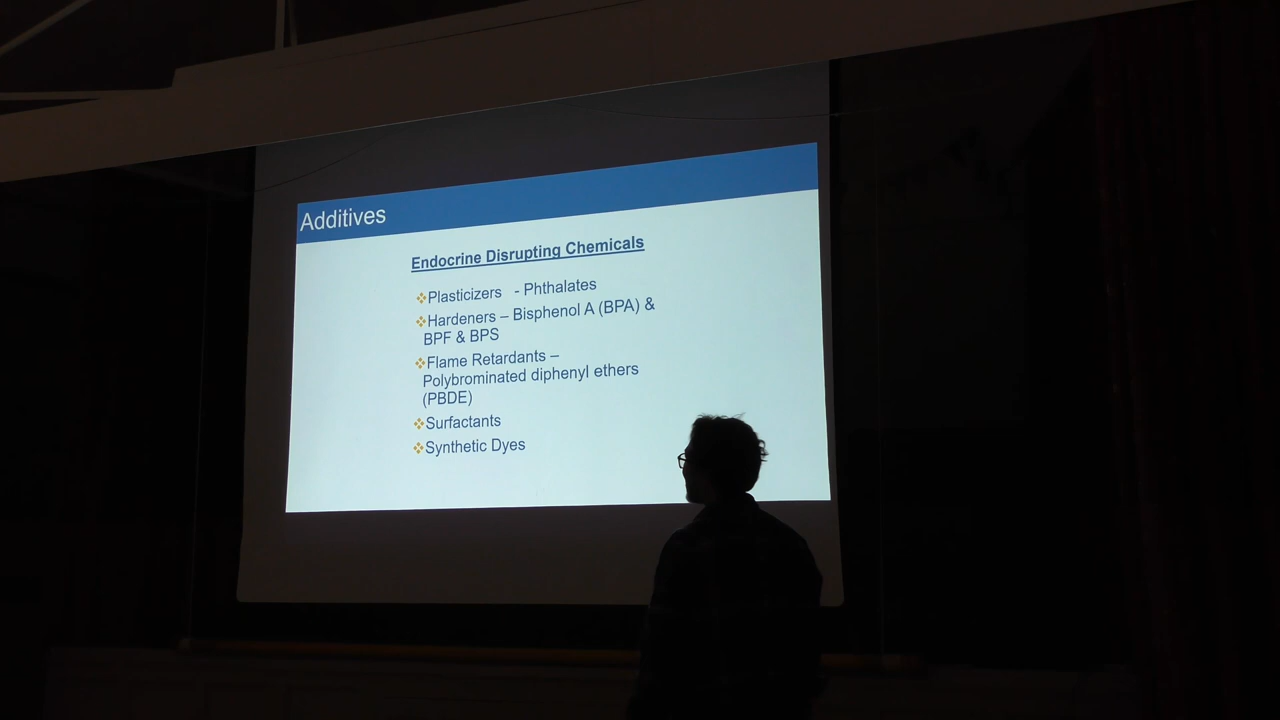 Additives
Endocrine Disrupting Chemicals
❖Plasticizers - Phthalates
❖Hardeners – Bisphenol A (BPA) &
BPF & BPS
❖Flame Retardants –
Polybrominated diphenyl ethers
(PBDE)
❖Surfactants
❖Synthetic Dyes